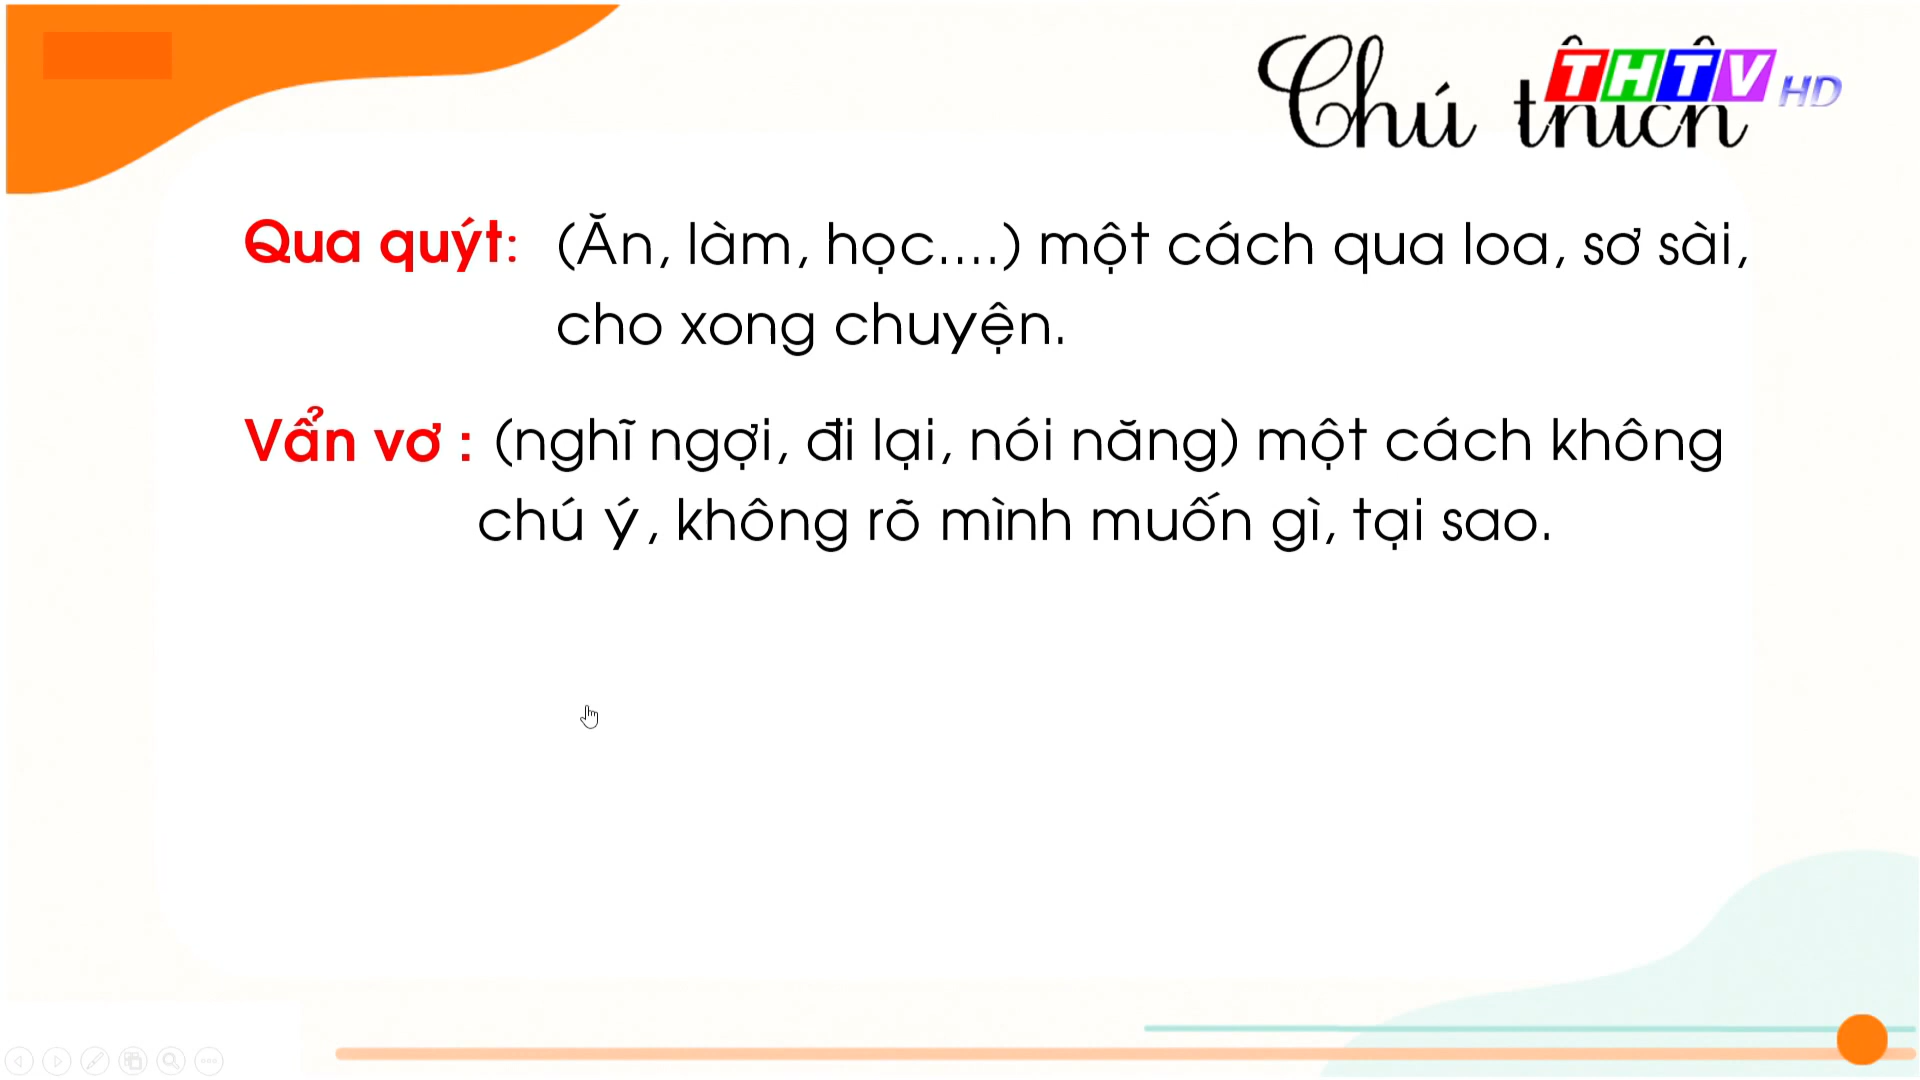 Chú thích
THTV HD
Qua quýt: (Ăn, làm, học....) một cách qua loa, sơ sài,
cho xong chuyện.
Vẩn vơ : (nghĩ ngợi, đi lại, nói năng) một cách không
chú ý, không rõ mình muốn gì, tại sao.